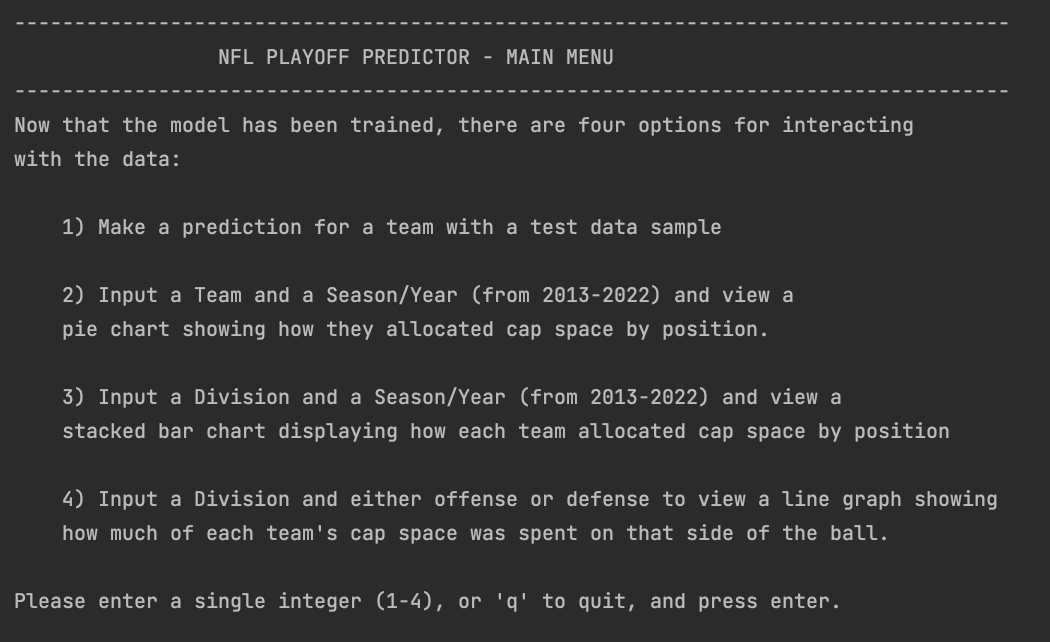 -----------------------------------------------------------------------------------
NFL PLAYOFF PREDICTOR - MAIN MENU
-----------------------------------------------------------------------------------
Now that the model has been trained, there are four options for interacting
with the data:
1) Make a prediction for a team with a test data sample
2) Input a Team and a Season/Year (from 2013-2022) and view a
pie chart showing how they allocated cap space by position.
3) Input a Division and a Season/Year (from 2013-2022) and view a
stacked bar chart displaying how each team allocated cap space by position
4) Input a Division and either offense or defense to view a line graph showing
how much of each team's cap space was spent on that side of the ball.
Please enter a single integer (1-4), or 'q' to quit, and press enter.